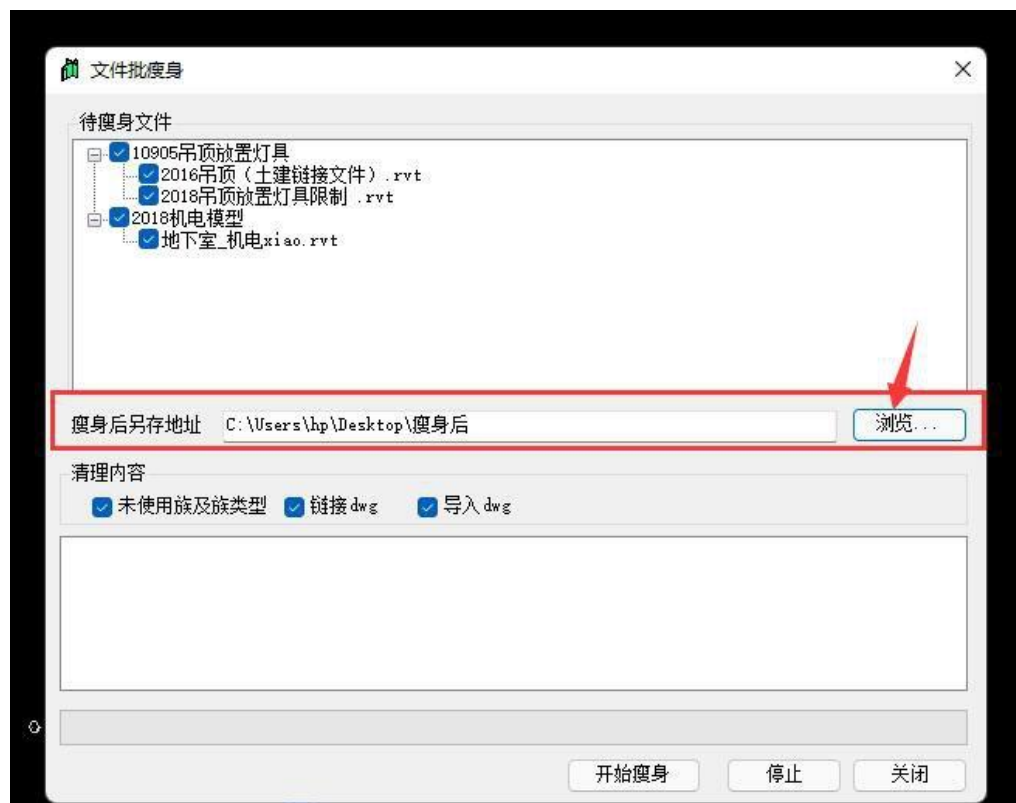 文件批瘦身
待瘦身文件
10905吊顶放置灯具
2016吊顶（土建链接文件）.rvt
2018吊顶放置灯具限制 .rvt
2018机电模型
地下室_机电xiao.rvt
瘦身后另存地址 C:\Users\hp\Desktop\瘦身后 浏览...
清理内容
未使用族及族类型 链接dwg 导入dwg
开始瘦身 停止 关闭